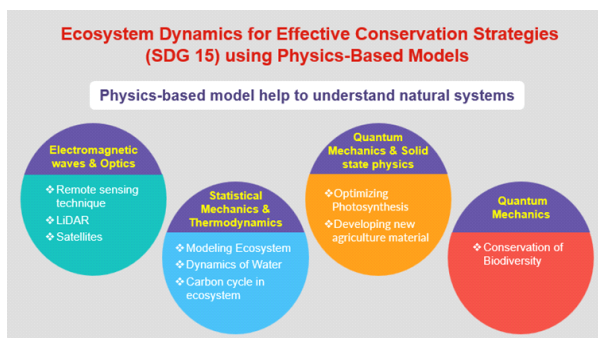 Ecosystem Dynamics for Effective Conservation Strategies
(SDG 15) using Physics-Based Models
Physics-based model help to understand natural systems
Electromagnetic
waves & Optics
❖Remote sensing
technique
❖LiDAR
❖Satellites
Statistical
Mechanics &
Thermodynamics
❖Modeling Ecosystem
❖Dynamics of Water
❖Carbon cycle in
ecosystem
Quantum
Mechanics & Solid
state physics
❖Optimizing
Photosynthesis
❖Developing new
agriculture material
Quantum
Mechanics
❖Conservation of
Biodiversity